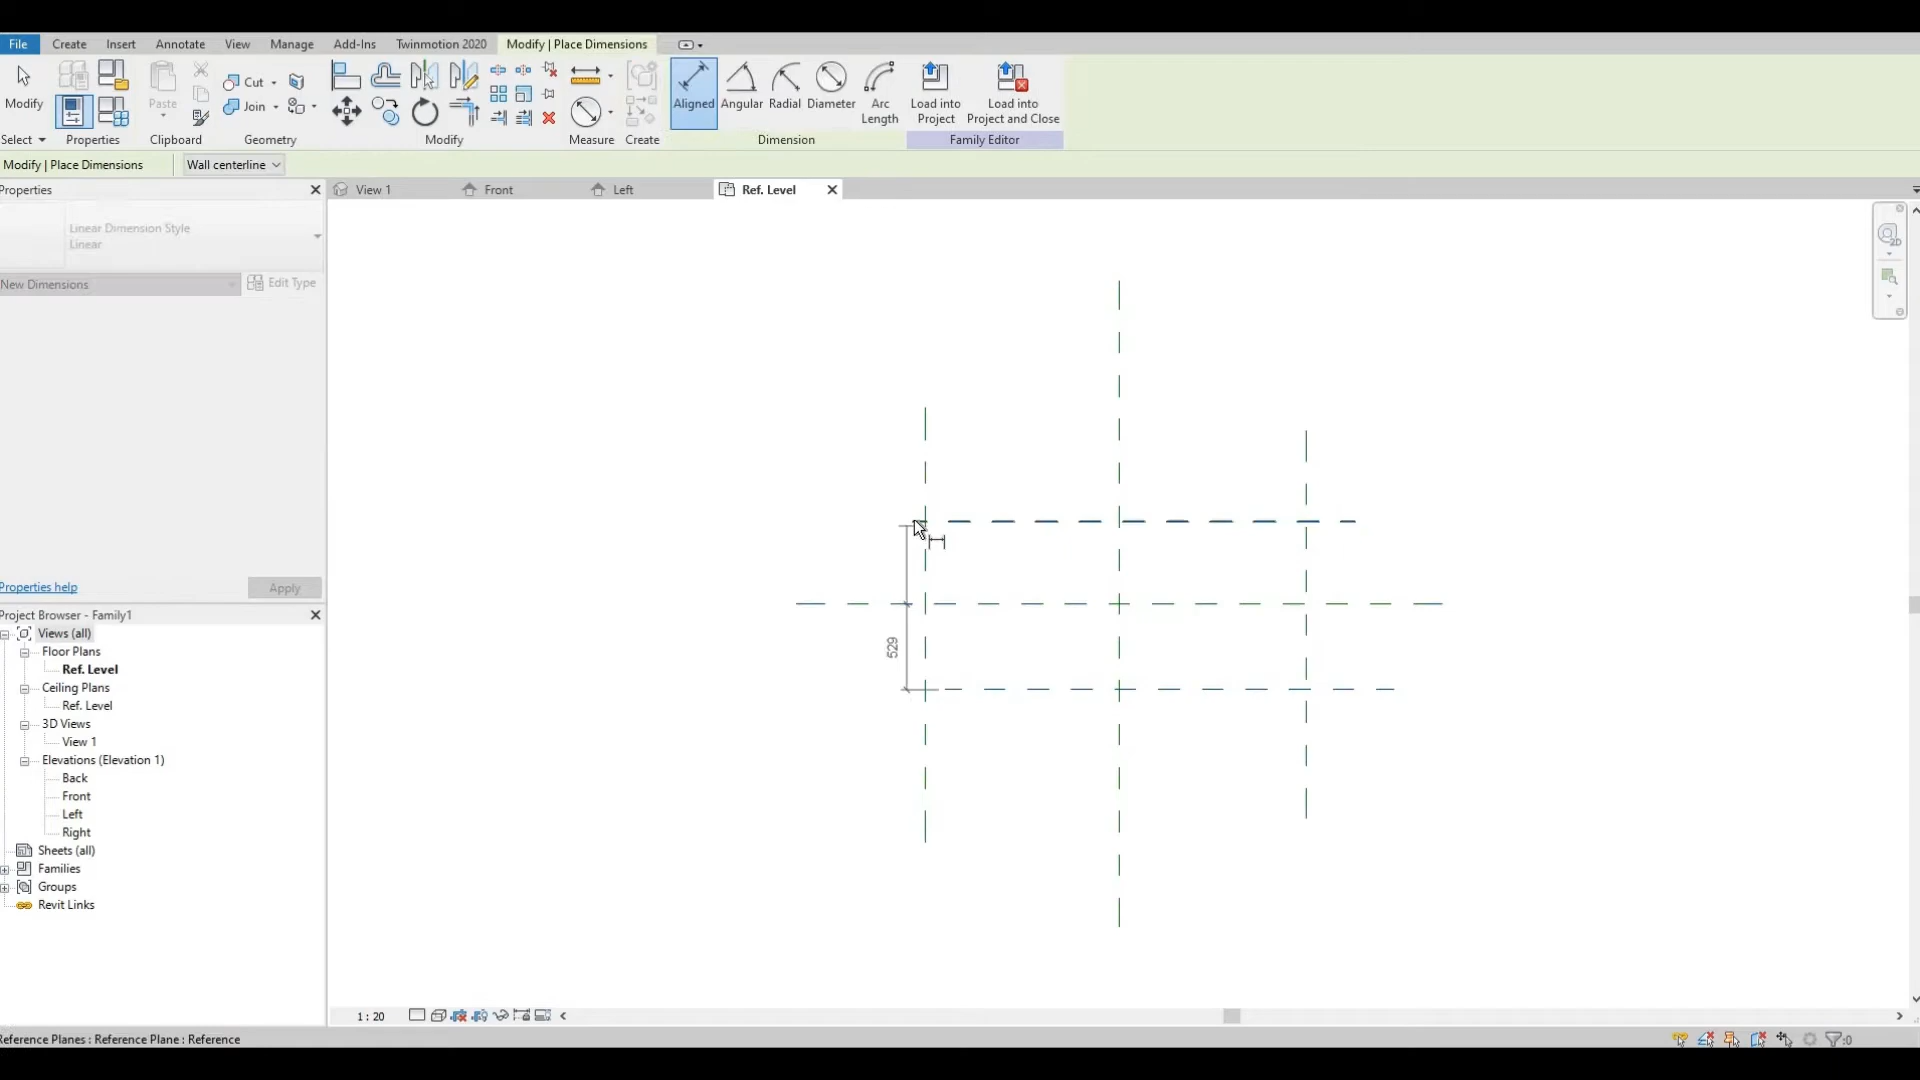 File Create Insert Annotate View Manage Add-Ins Twinmotion 2020 Modify | Place Dimensions
Modify Paste Cut Join Aligned Angular Radial Diameter Arc Length Load into Project Load into Project and Close
Select Properties Clipboard Geometry Modify Measure Create Dimension Family Editor
Modify | Place Dimensions Wall centerline
Properties View 1 Front Left Ref. Level
Linear Dimension Style
Linear
New Dimensions Edit Type
2D
529
Properties help Apply
Project Browser - Family1
Views (all)
Floor Plans
Ref. Level
Ceiling Plans
Ref. Level
3D Views
View 1
Elevations (Elevation 1)
Back
Front
Left
Right
Sheets (all)
Families
Groups
Revit Links
1 : 20
Reference Planes : Reference Plane : Reference :0